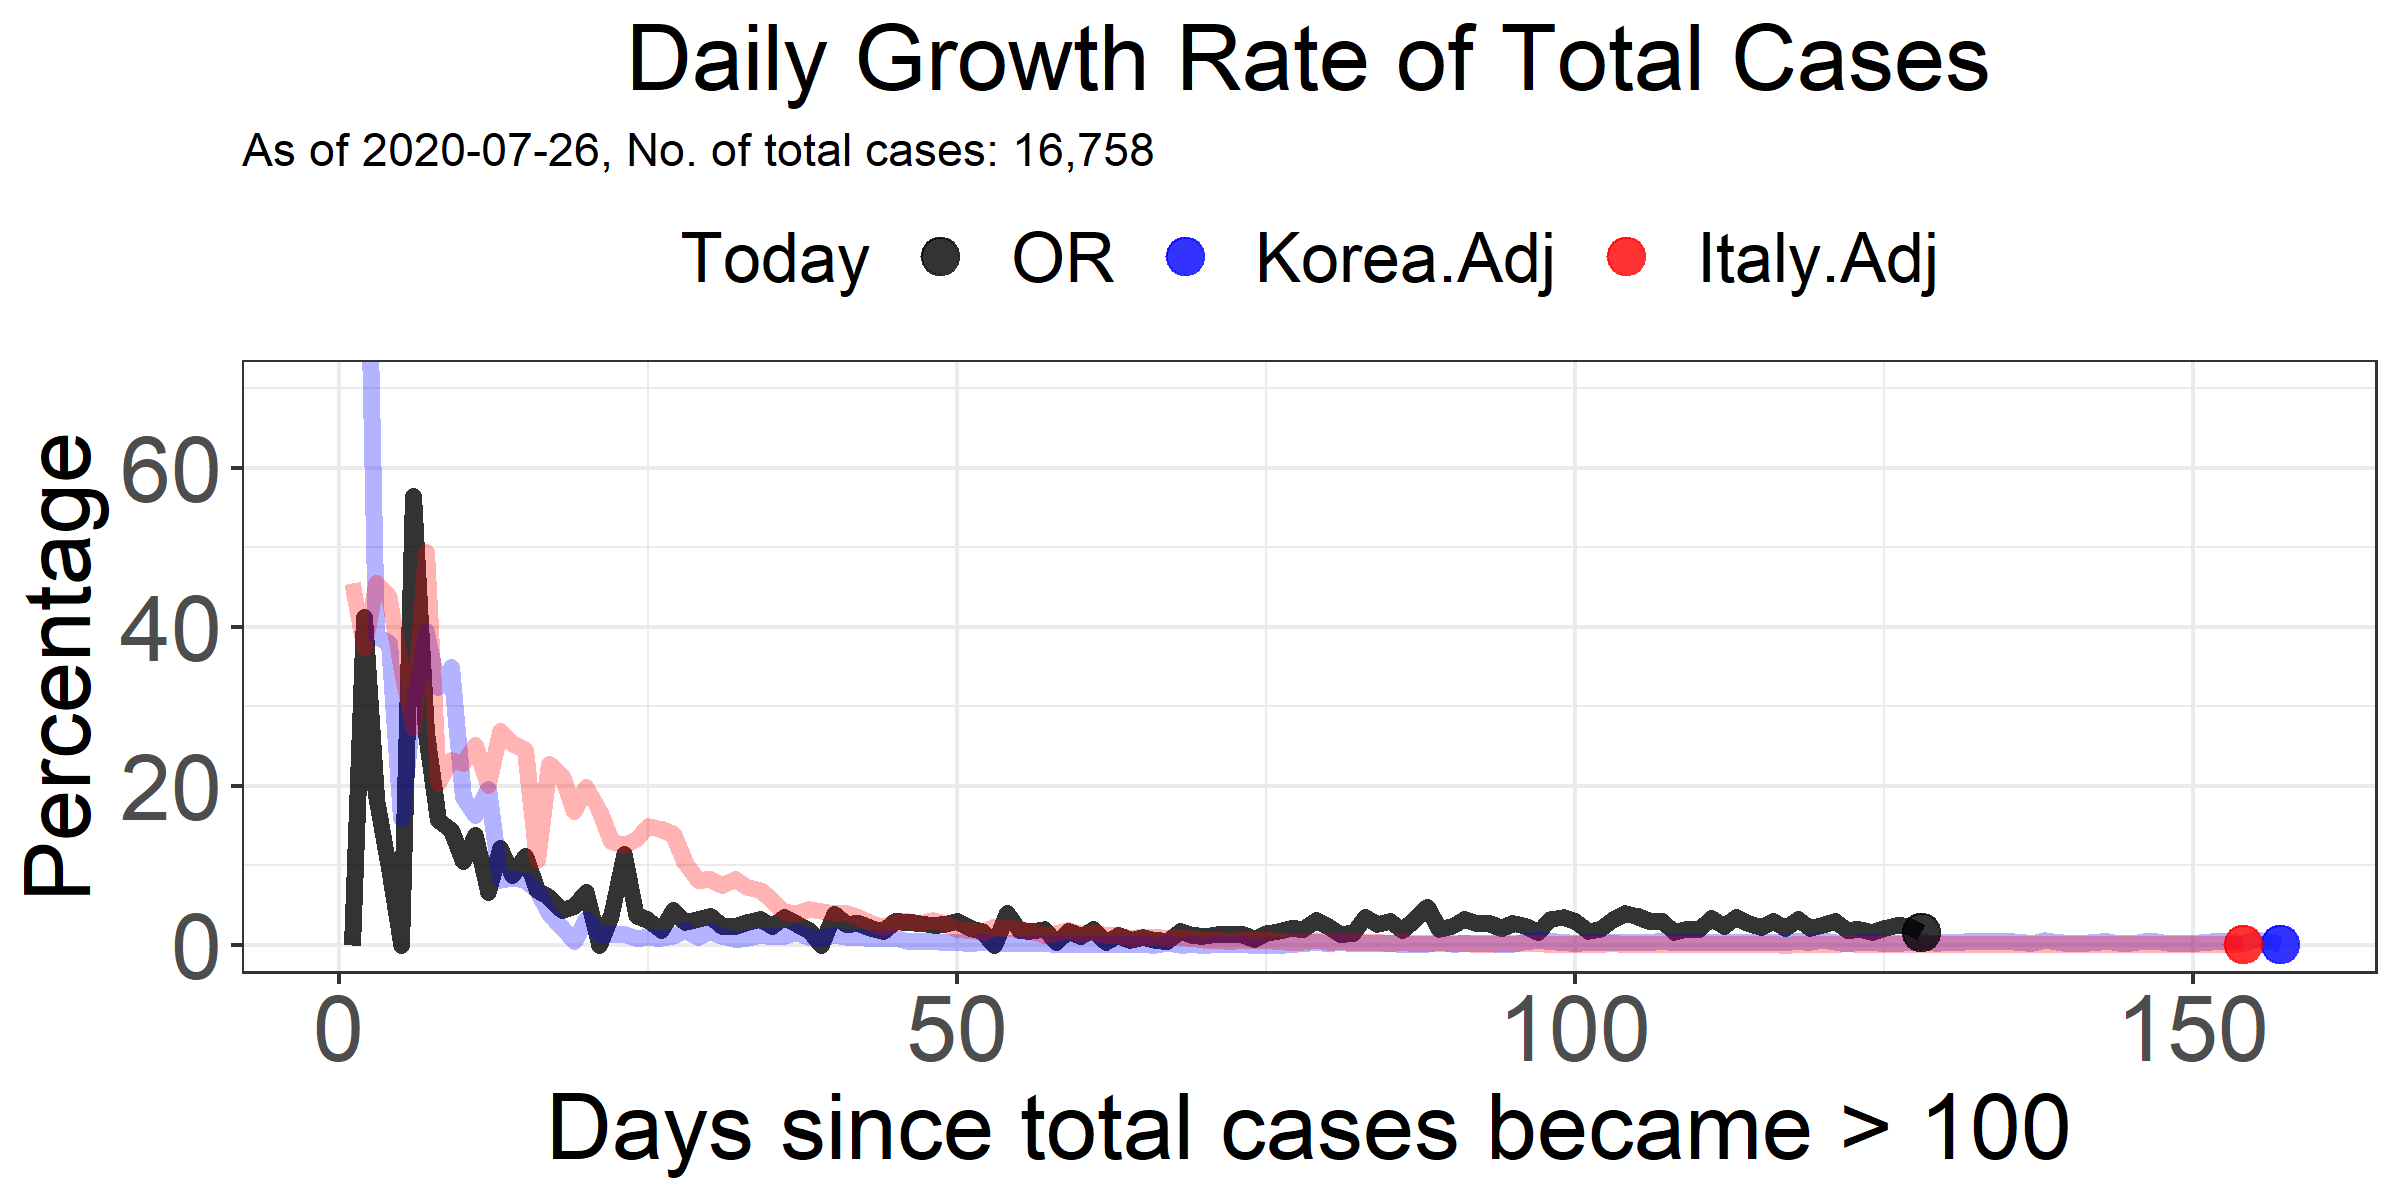 Daily Growth Rate of Total Cases
As of 2020-07-26, No. of total cases: 16,758
Today OR Korea.Adj Italy.Adj
Percentage
60
40
20
0
0 50 100 150
Days since total cases became > 100